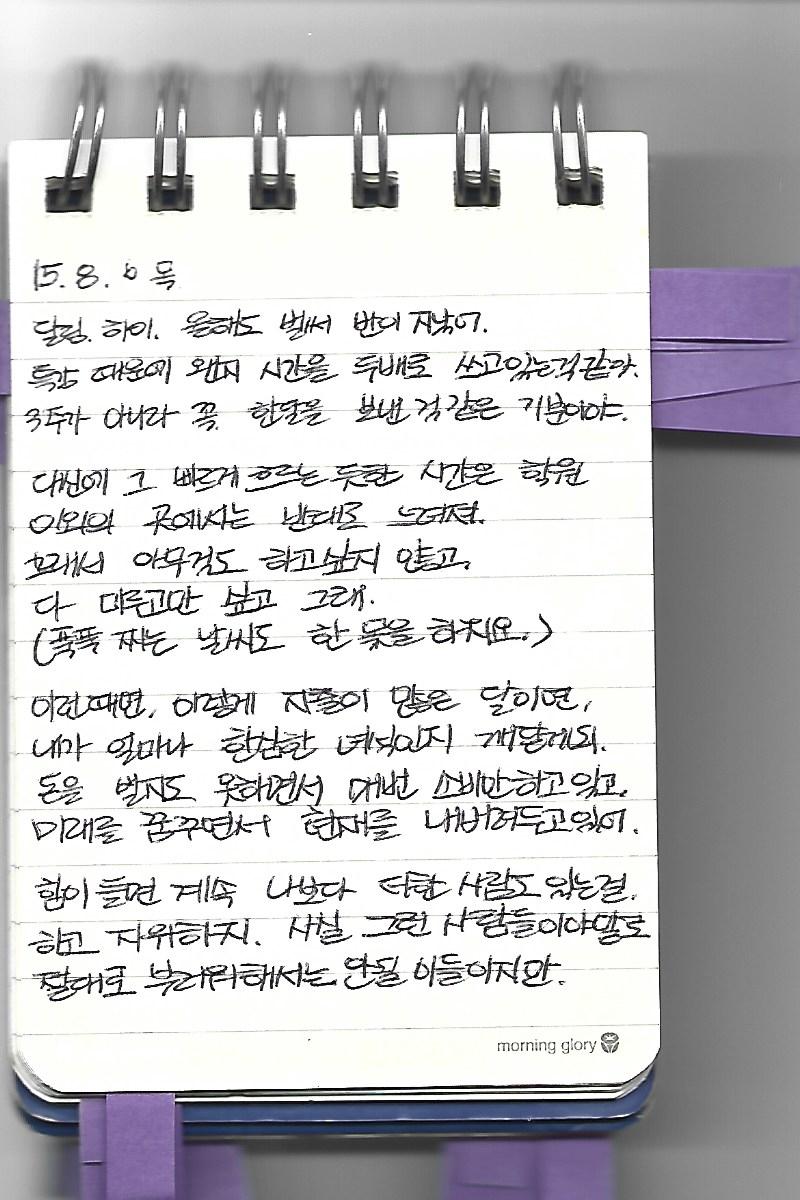 15.8.6 목
달링. 하이. 올해도 벌써 반이 지났어.
특강 때문에 왠지 시간을 두배로 쓰고있는것같아.
3주가 아니라 꼭 한달을 보낸 것 같은 기분이야.
대신에 그 빠르게 흐르는 듯한 시간은 학원
이외의 곳에서는 반대로 느려져.
그래서 아무것도 하고싶지 않고,
다 미루고만 싶고 그래.
(푹푹 찌는 날씨도 한 몫을 하지요.)
이런때면, 이렇게 지출이 많은 달이면,
내가 얼마나 한심한 녀석인지 깨닫게돼.
돈을 벌지도 못하면서 매번 소비만하고있고,
미래를 꿈꾸면서 현재를 내버려두고있어.
힘이 들면 계속 나보다 더한 사람도 있는걸.
하고 자위하지. 사실 그런 사람들이야말로
절대로 부러워해서는 안될 이들이지만.
morning glory